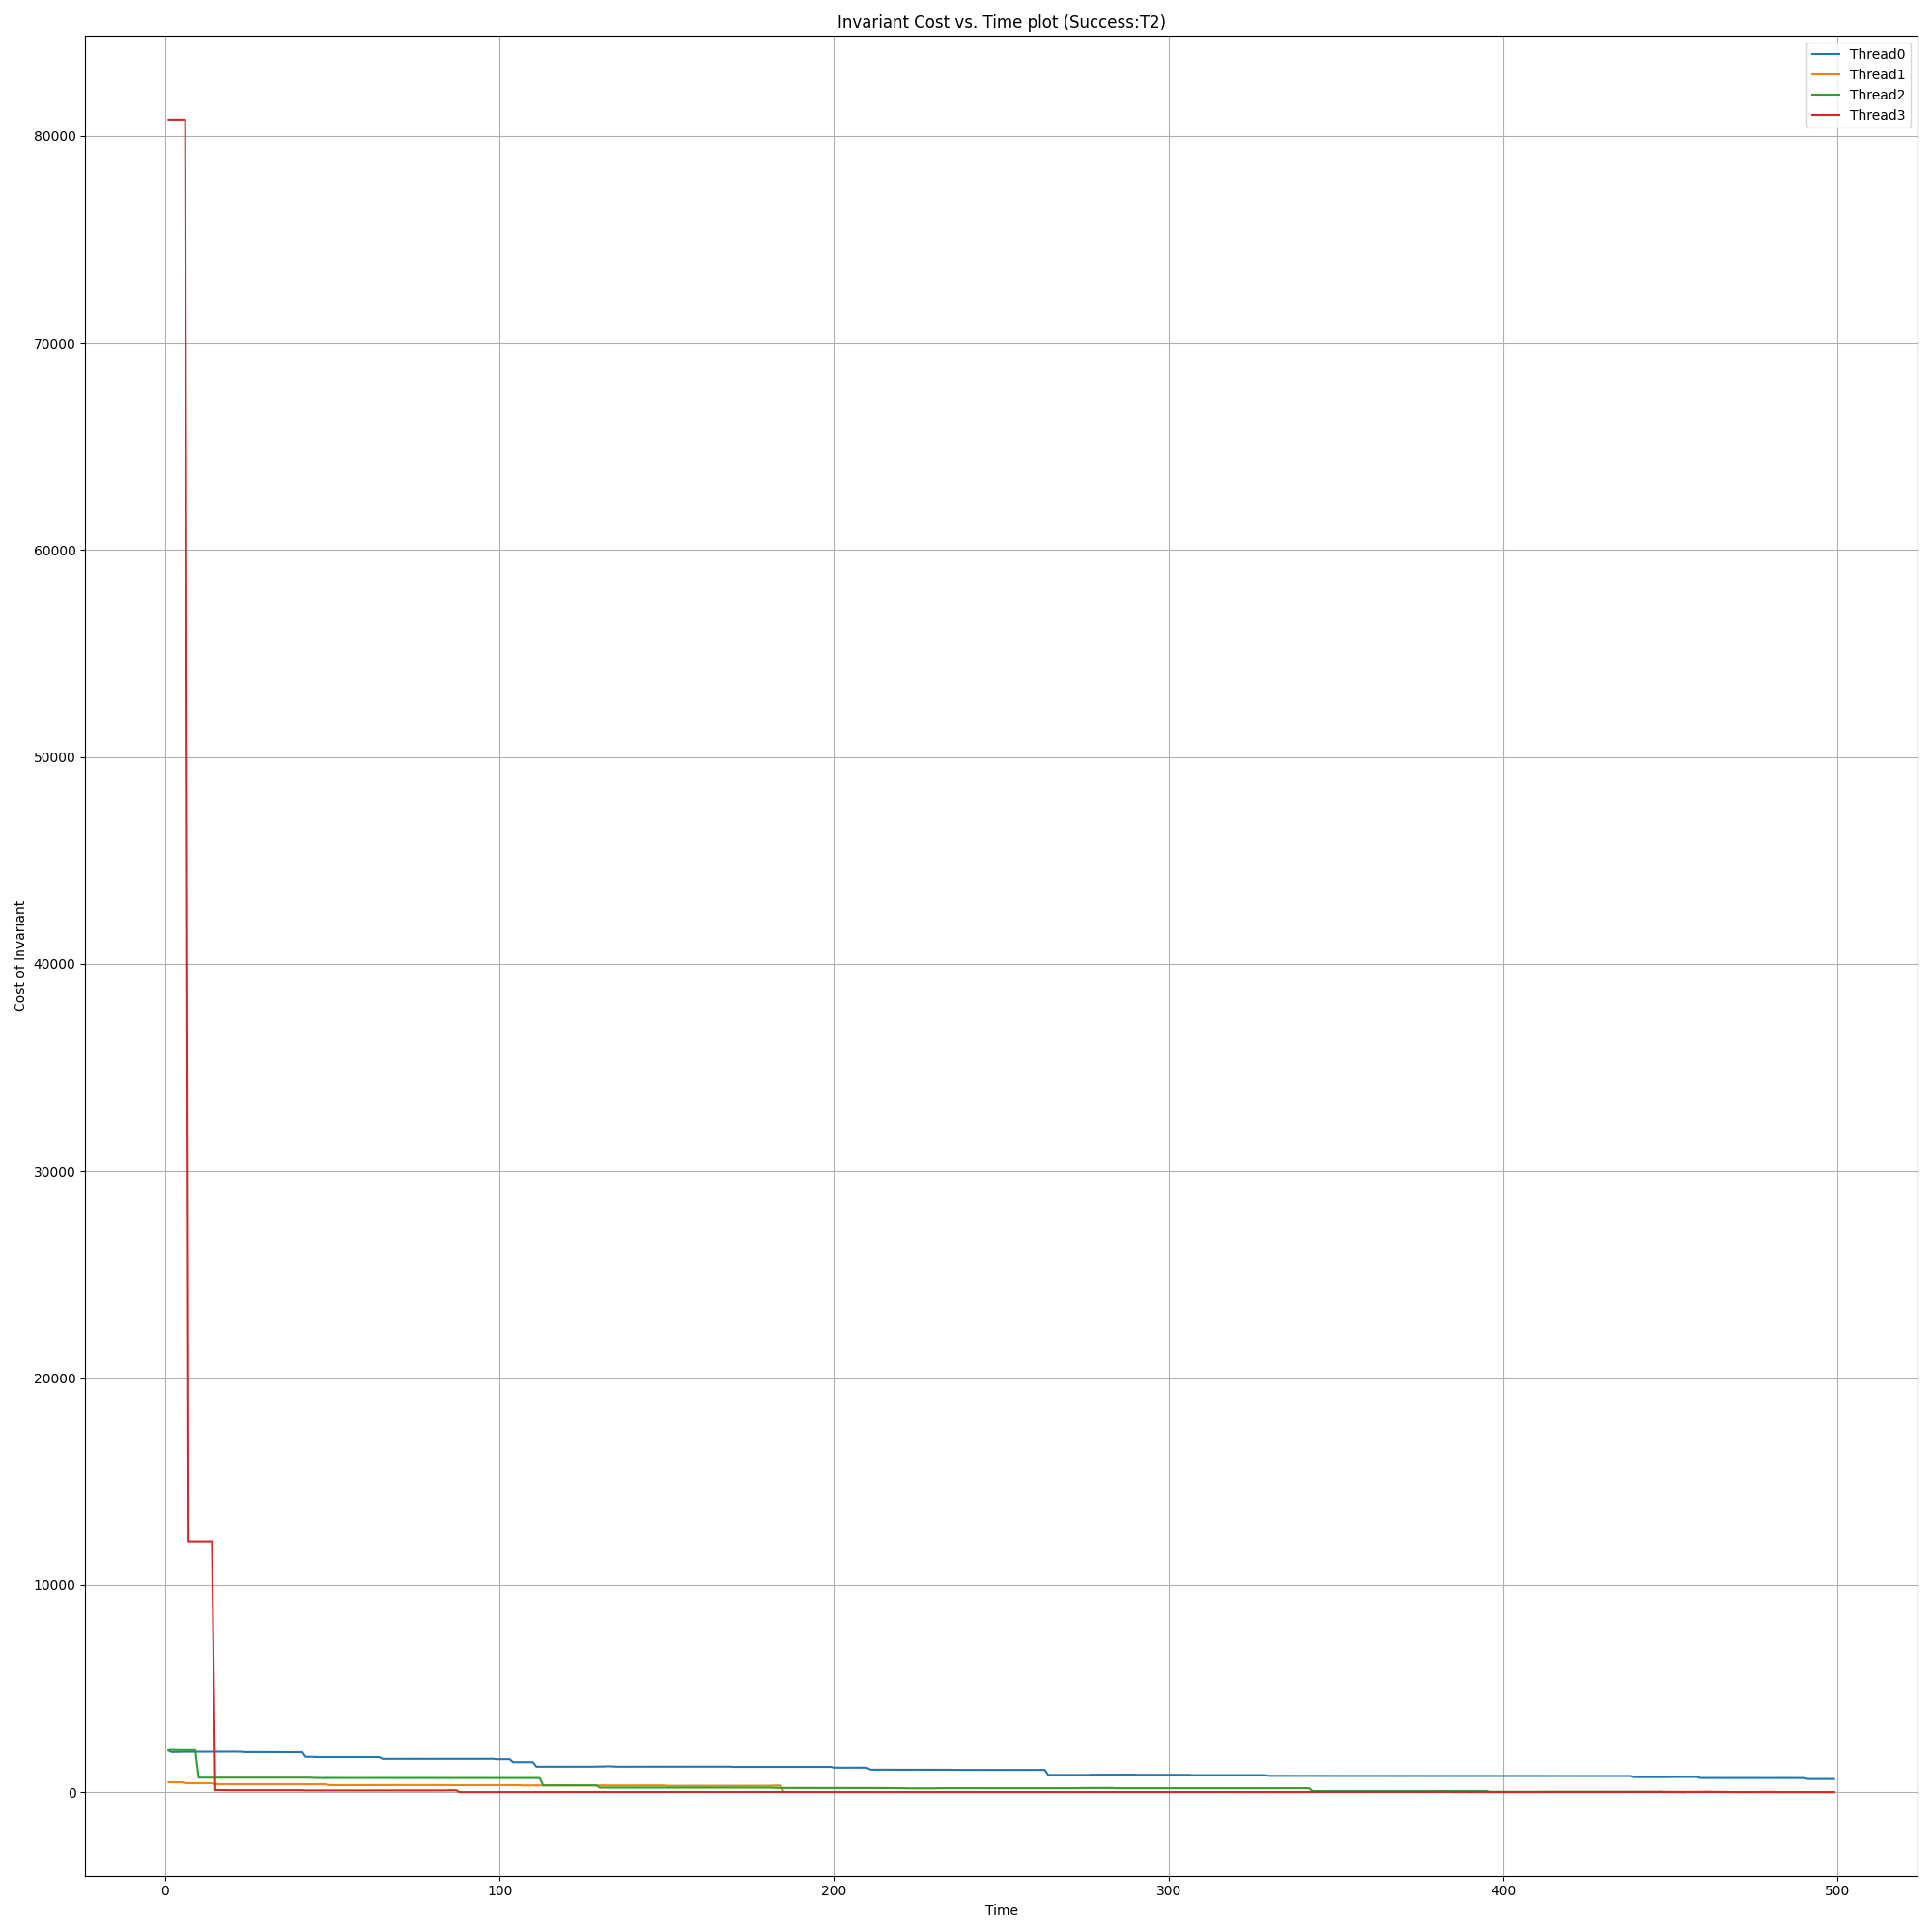 Invariant Cost vs. Time plot (Success:T2)
Thread0
Thread1
Thread2
Thread3
80000
70000
60000
50000
40000
30000
20000
10000
0
Cost of Invariant
0 100 200 300 400 500
Time